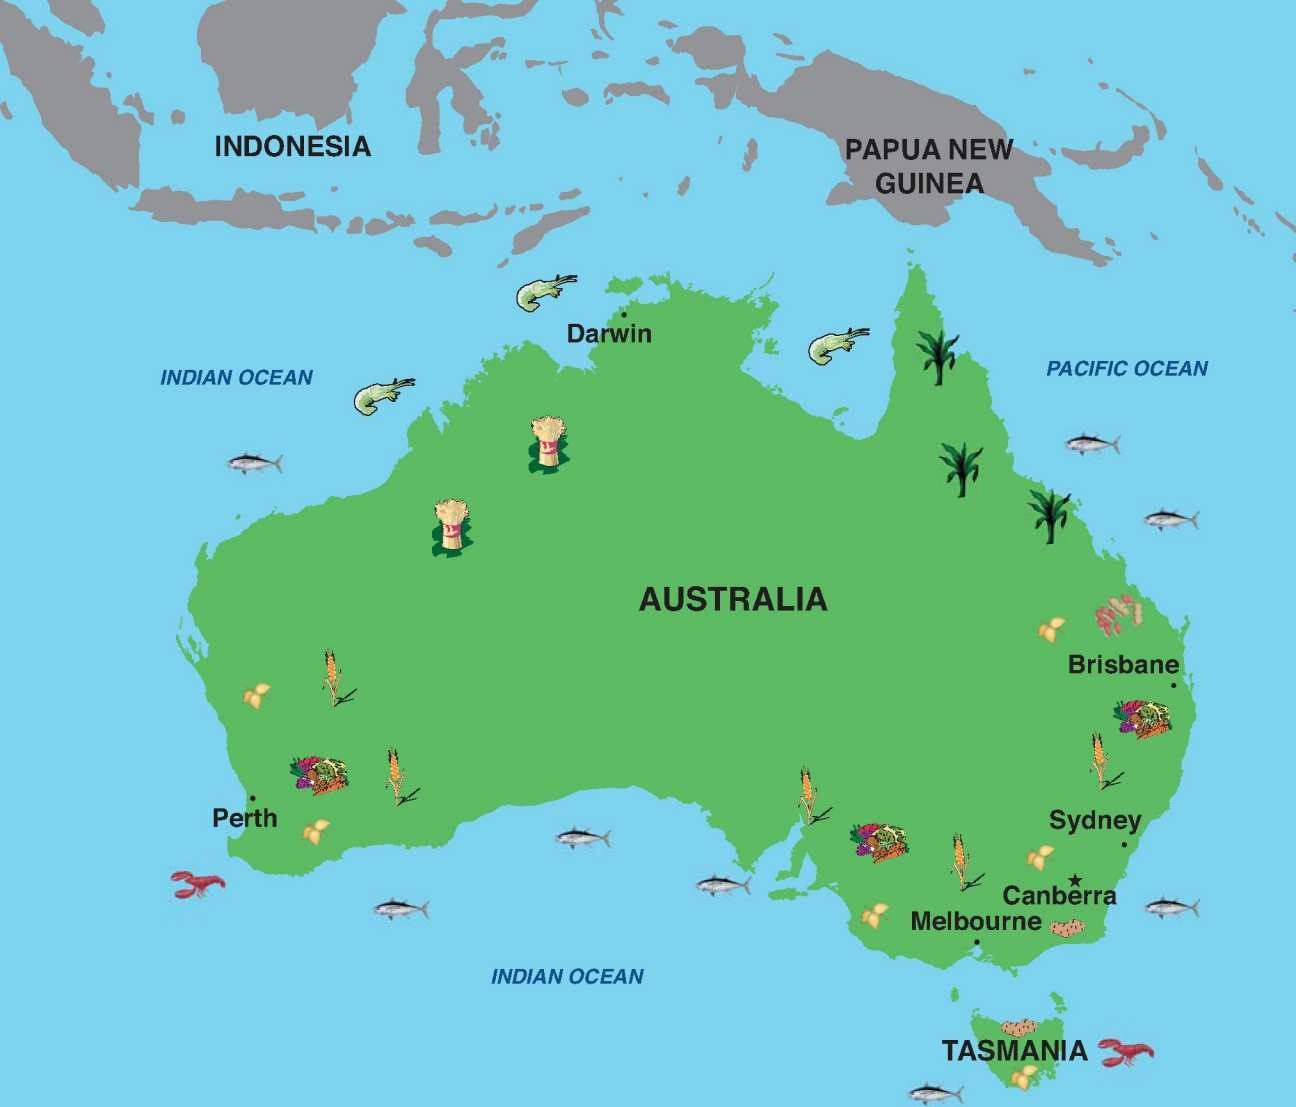 INDONESIA
PAPUA NEW
GUINEA
Darwin
INDIAN OCEAN
PACIFIC OCEAN
AUSTRALIA
Brisbane
Perth
Sydney
Canberra
Melbourne
INDIAN OCEAN
TASMANIA